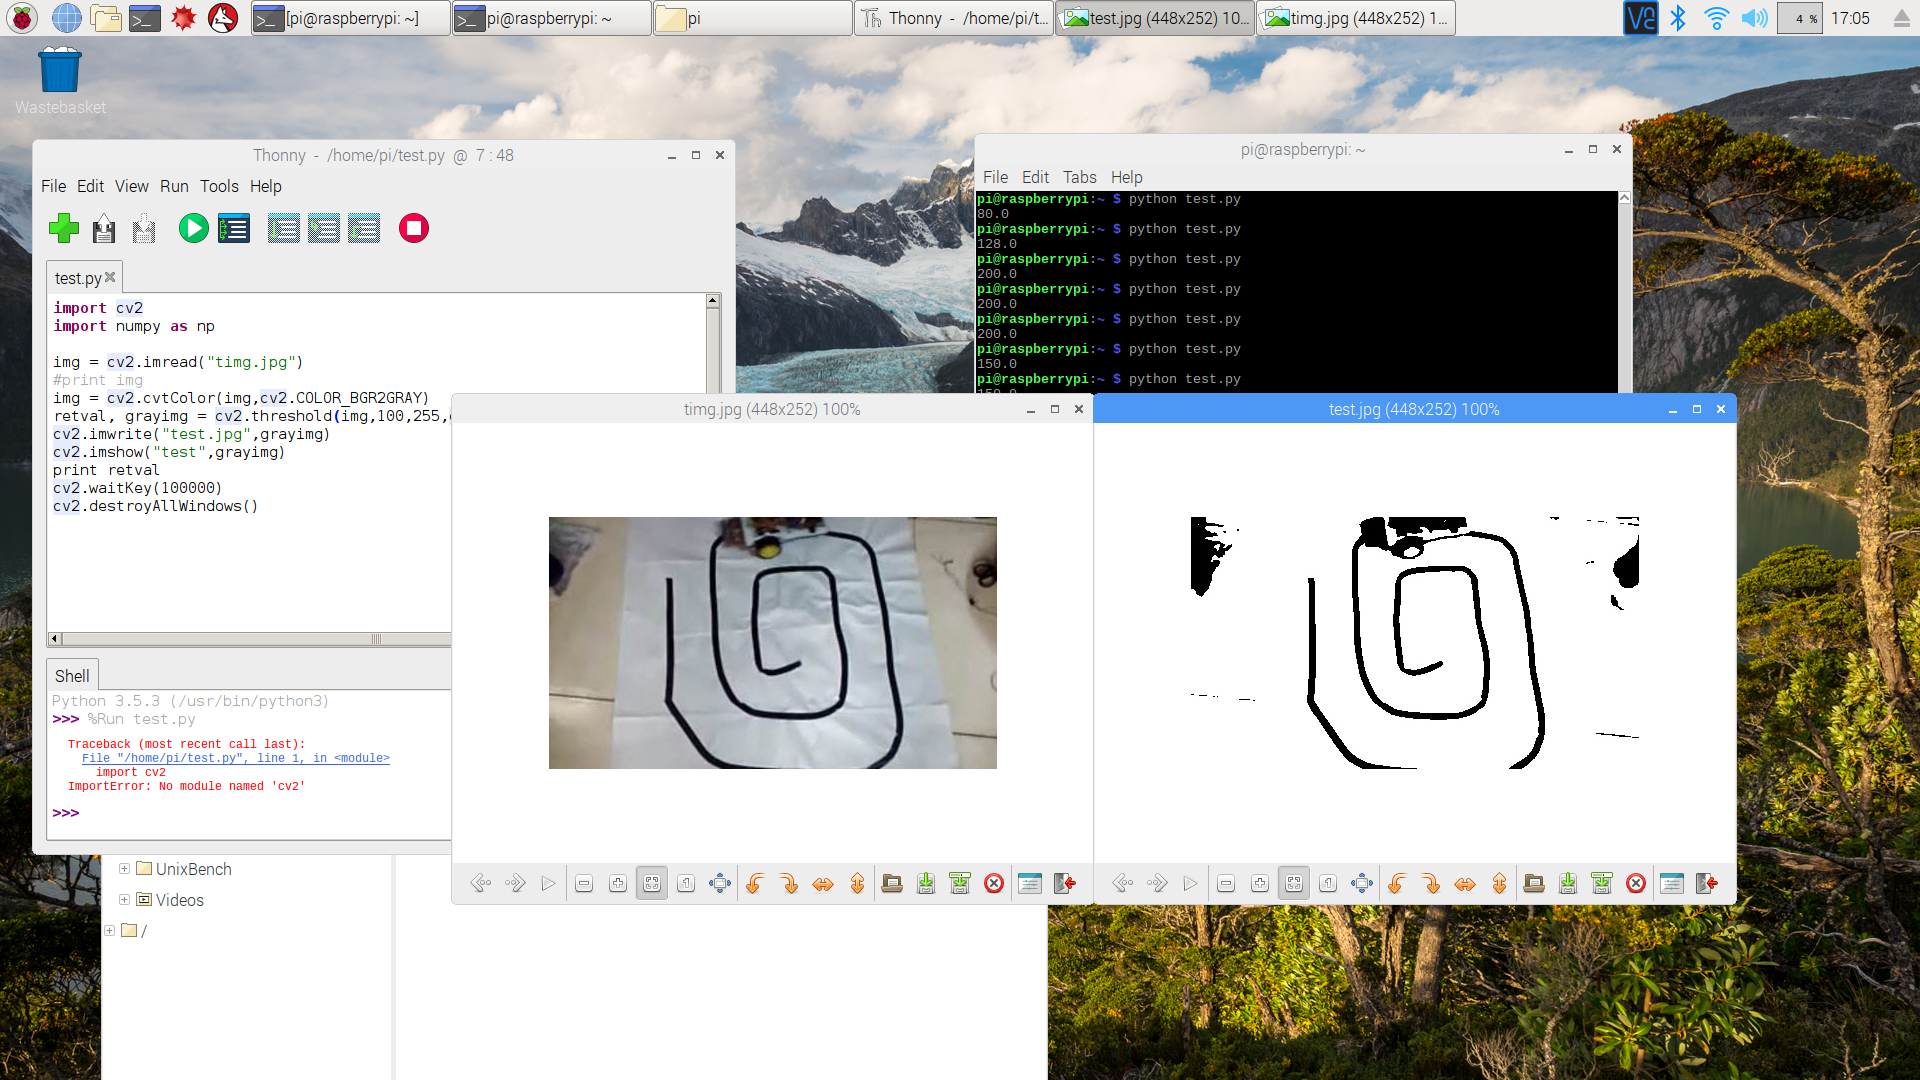 [pi@raspberrypi: ~]
pi@raspberrypi: ~
pi
Thonny - /home/pi/t...
test.jpg (448x252) 10...
timg.jpg (448x252) 1...
4 %
17:05
Wastebasket
Thonny - /home/pi/test.py @ 7 : 48
File Edit View Run Tools Help
test.py
import cv2
import numpy as np
img = cv2.imread("timg.jpg")
#print img
img = cv2.cvtColor(img,cv2.COLOR_BGR2GRAY)
retval, grayimg = cv2.threshold(img,100,255,
cv2.imwrite("test.jpg",grayimg)
cv2.imshow("test",grayimg)
print retval
cv2.waitKey(100000)
cv2.destroyAllWindows()
Shell
Python 3.5.3 (/usr/bin/python3)
>>> %Run test.py
Traceback (most recent call last):
File "/home/pi/test.py", line 1, in <module>
import cv2
ImportError: No module named 'cv2'
>>>
UnixBench
Videos
/
pi@raspberrypi: ~
File Edit Tabs Help
pi@raspberrypi:~ $ python test.py
80.0
pi@raspberrypi:~ $ python test.py
128.0
pi@raspberrypi:~ $ python test.py
200.0
pi@raspberrypi:~ $ python test.py
200.0
pi@raspberrypi:~ $ python test.py
200.0
pi@raspberrypi:~ $ python test.py
150.0
pi@raspberrypi:~ $ python test.py
timg.jpg (448x252) 100%
test.jpg (448x252) 100%